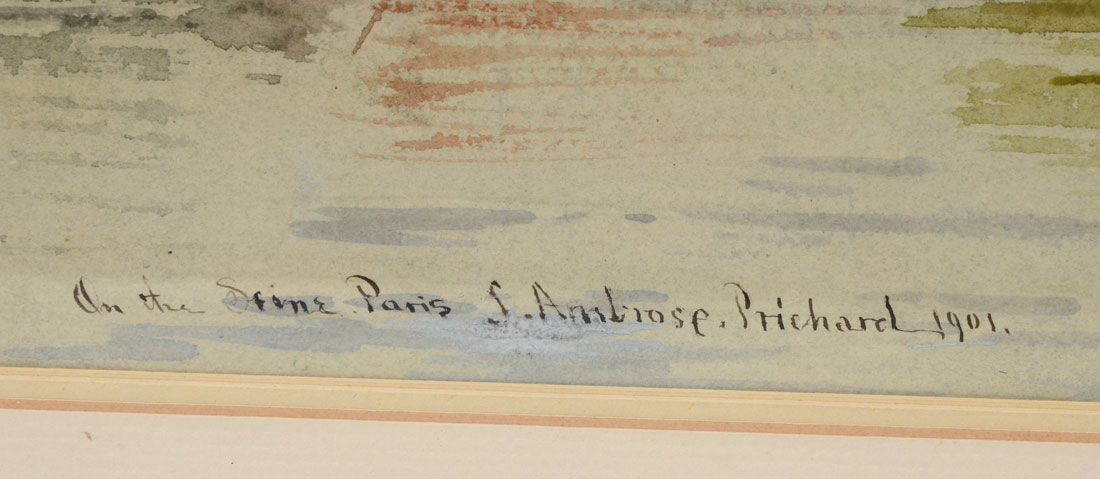 On the Seine. Paris J. Ambrose. Prichard 1901.